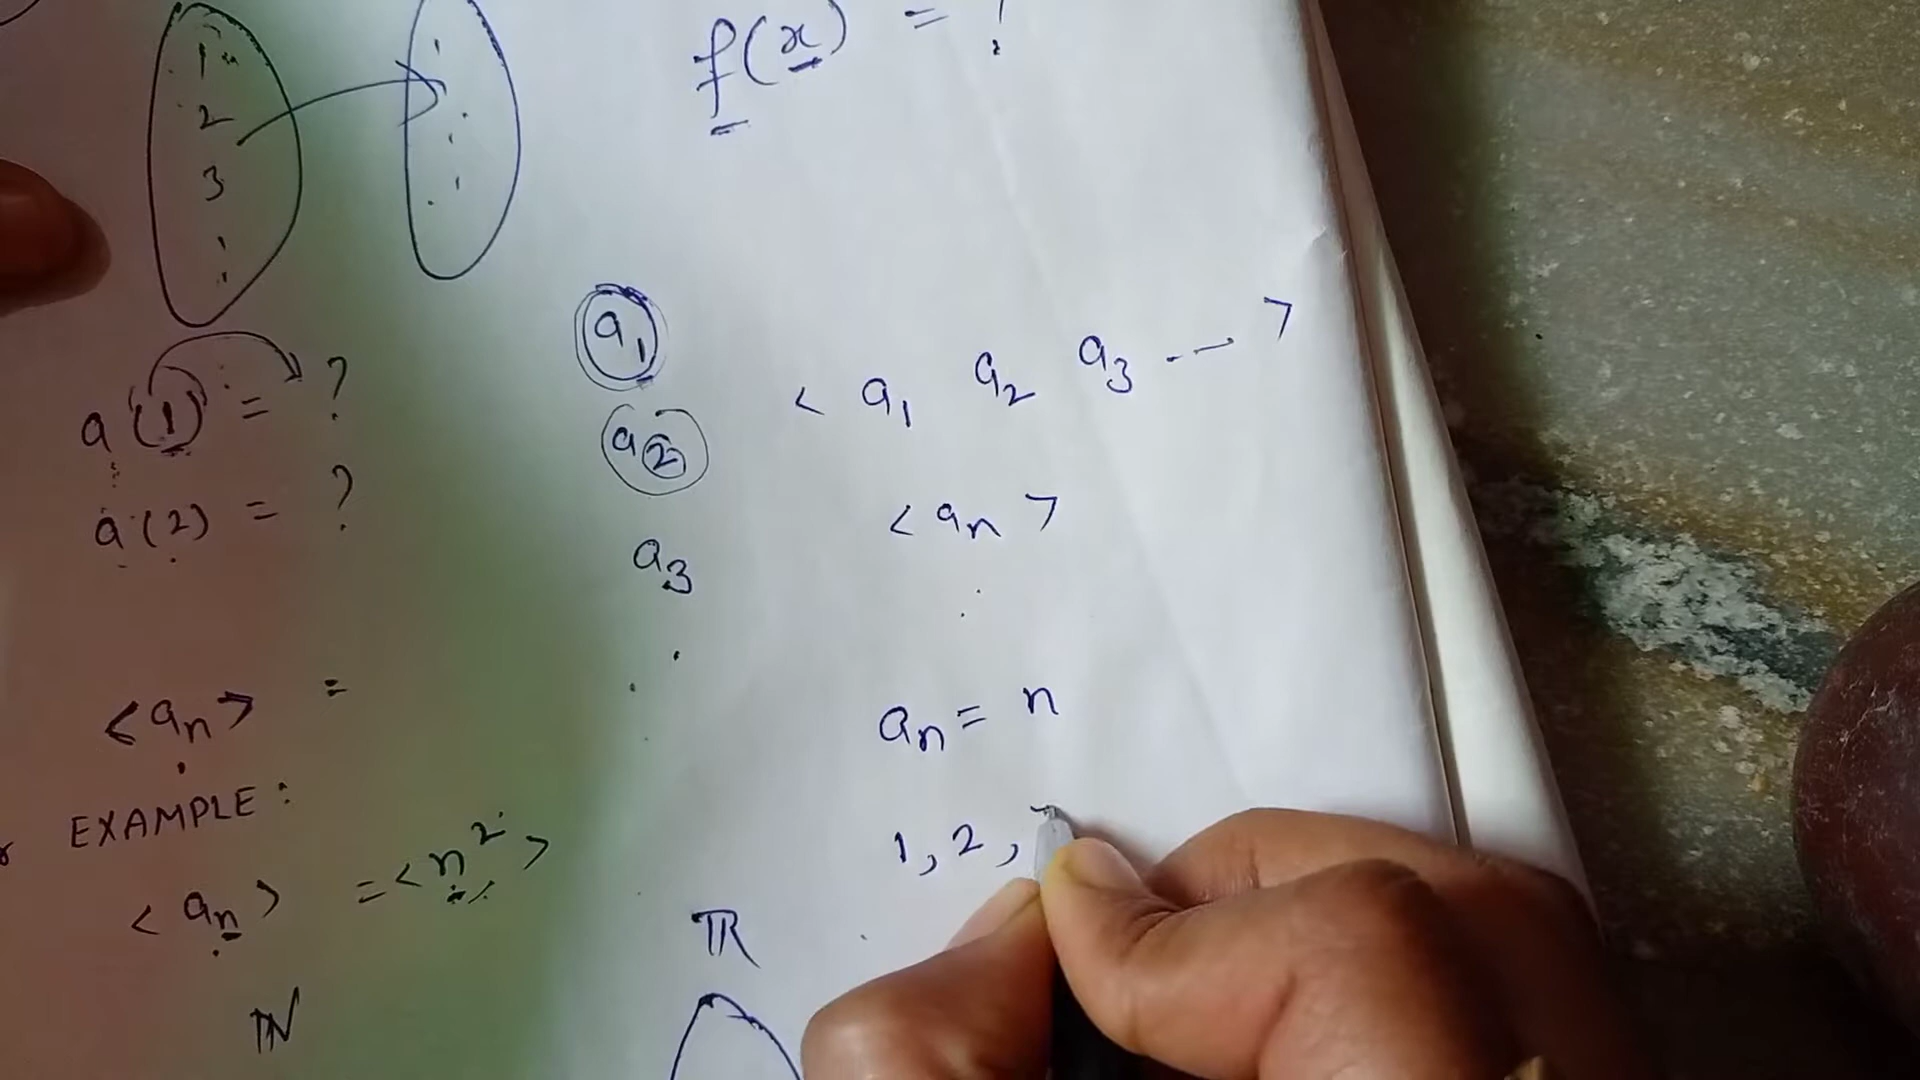 f(x) = ?
1
2
3
a(1) = ?
a(2) = ?
a₁
a₂
a₃
< a₁ a₂ a₃ --- >
< aₙ >
<aₙ> =
aₙ = n
EXAMPLE :
1, 2,
< aₙ > = < n² >
ℝ
ℕ